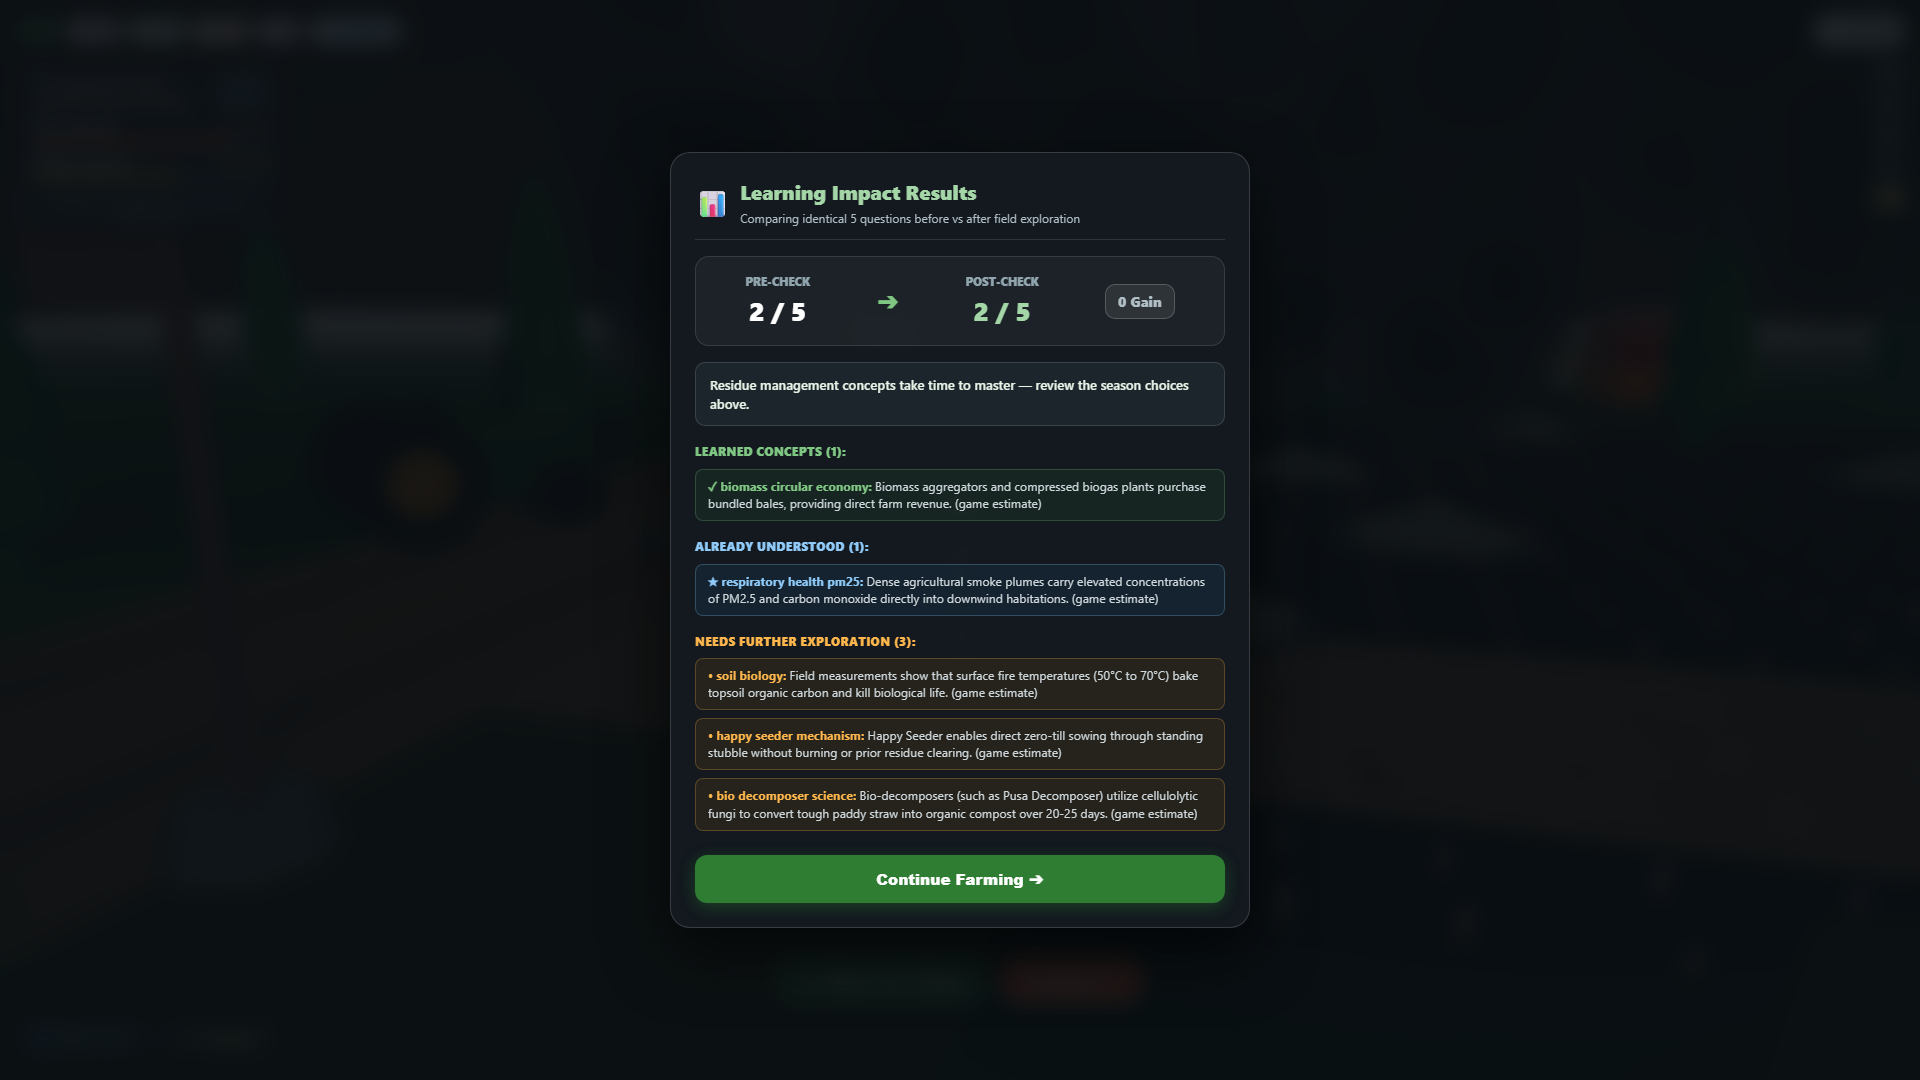 Learning Impact Results
Comparing identical 5 questions before vs after field exploration
PRE-CHECK
2 / 5
➔
POST-CHECK
2 / 5
0 Gain
Residue management concepts take time to master — review the season choices
above.
LEARNED CONCEPTS (1):
✓ biomass circular economy: Biomass aggregators and compressed biogas plants purchase
bundled bales, providing direct farm revenue. (game estimate)
ALREADY UNDERSTOOD (1):
★ respiratory health pm25: Dense agricultural smoke plumes carry elevated concentrations
of PM2.5 and carbon monoxide directly into downwind habitations. (game estimate)
NEEDS FURTHER EXPLORATION (3):
• soil biology: Field measurements show that surface fire temperatures (50°C to 70°C) bake
topsoil organic carbon and kill biological life. (game estimate)
• happy seeder mechanism: Happy Seeder enables direct zero-till sowing through standing
stubble without burning or prior residue clearing. (game estimate)
• bio decomposer science: Bio-decomposers (such as Pusa Decomposer) utilize cellulolytic
fungi to convert tough paddy straw into organic compost over 20-25 days. (game estimate)
Continue Farming ➔